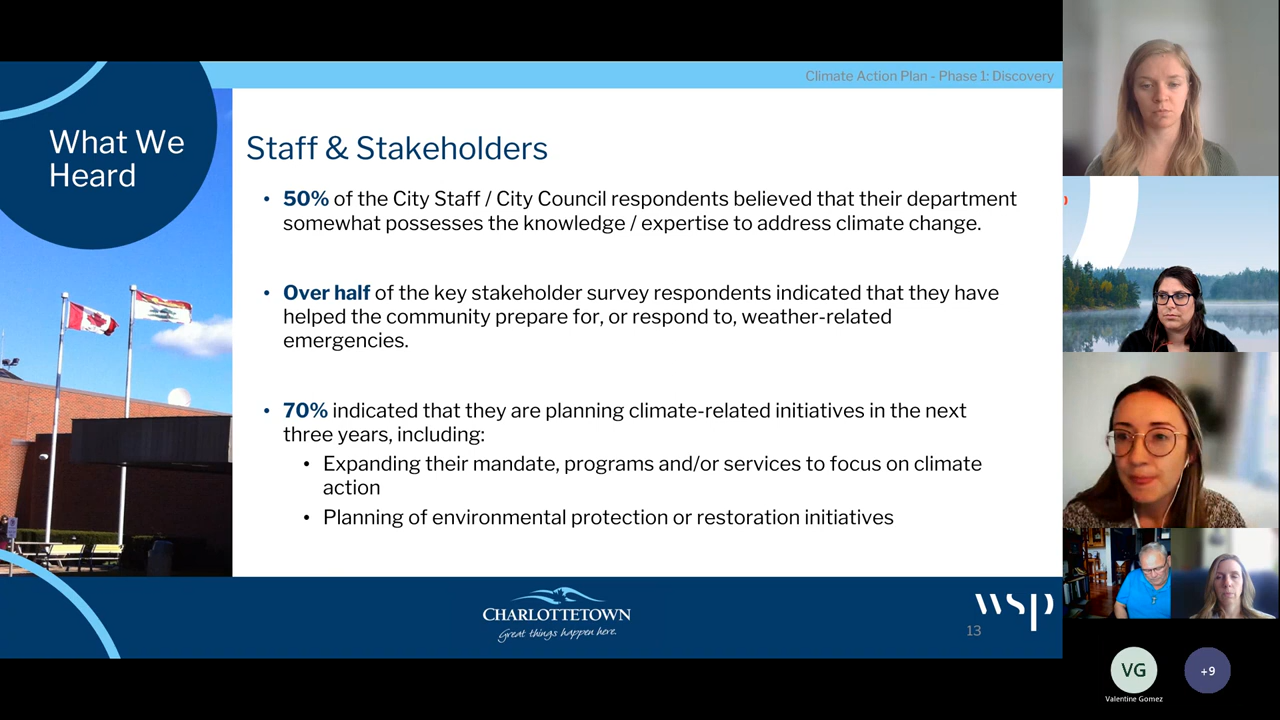 Climate Action Plan - Phase 1: Discovery
What We
Heard
Staff & Stakeholders
• 50% of the City Staff / City Council respondents believed that their department
somewhat possesses the knowledge / expertise to address climate change.
• Over half of the key stakeholder survey respondents indicated that they have
helped the community prepare for, or respond to, weather-related
emergencies.
• 70% indicated that they are planning climate-related initiatives in the next
three years, including:
• Expanding their mandate, programs and/or services to focus on climate
action
• Planning of environmental protection or restoration initiatives
CHARLOTTETOWN
Great things happen here.
wsp
13
VG
+9
Valentine Gomez